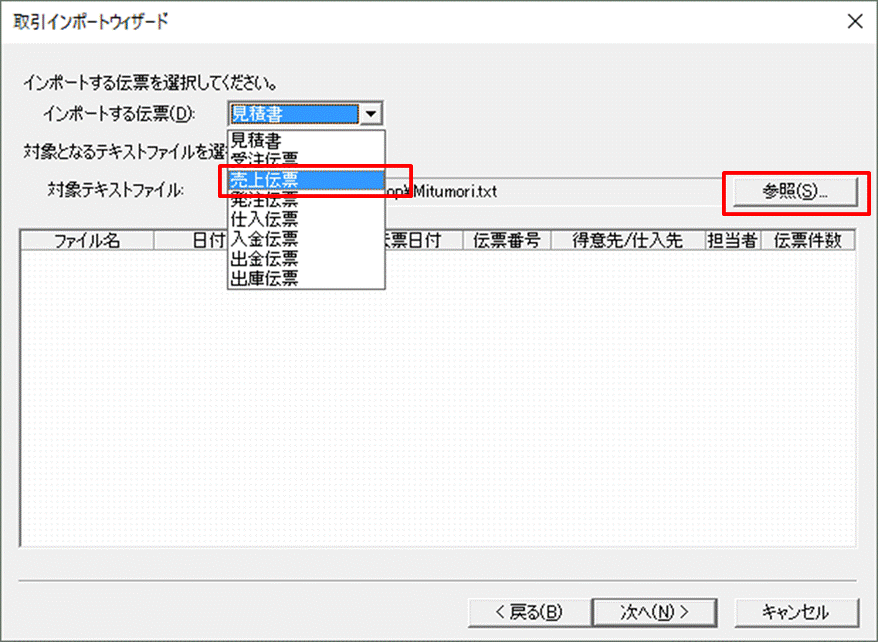 取引インポートウィザード
インポートする伝票を選択してください。
インポートする伝票(D): 見積書
見積書
対象となるテキストファイルを選 受注伝票
売上伝票
対象テキストファイル: op¥Mitumori.txt 参照(S)...
発注伝票
仕入伝票
ファイル名 日付 入金伝票 票日付 伝票番号 得意先/仕入先 担当者 伝票件数
出金伝票
出庫伝票
< 戻る(B) 次へ(N) > キャンセル